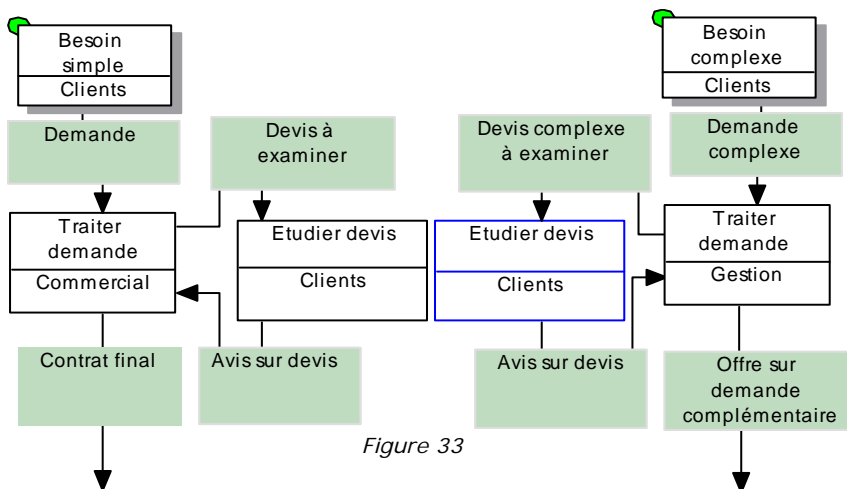 Besoin
simple
Clients
Besoin
complexe
Clients
Demande
Devis à
examiner
Devis complexe
à examiner
Demande
complexe
Traiter
demande
Commercial
Etudier devis
Clients
Etudier devis
Clients
Traiter
demande
Gestion
Contrat final
Avis sur devis
Avis sur devis
Offre sur
demande
complémentaire
Figure 33